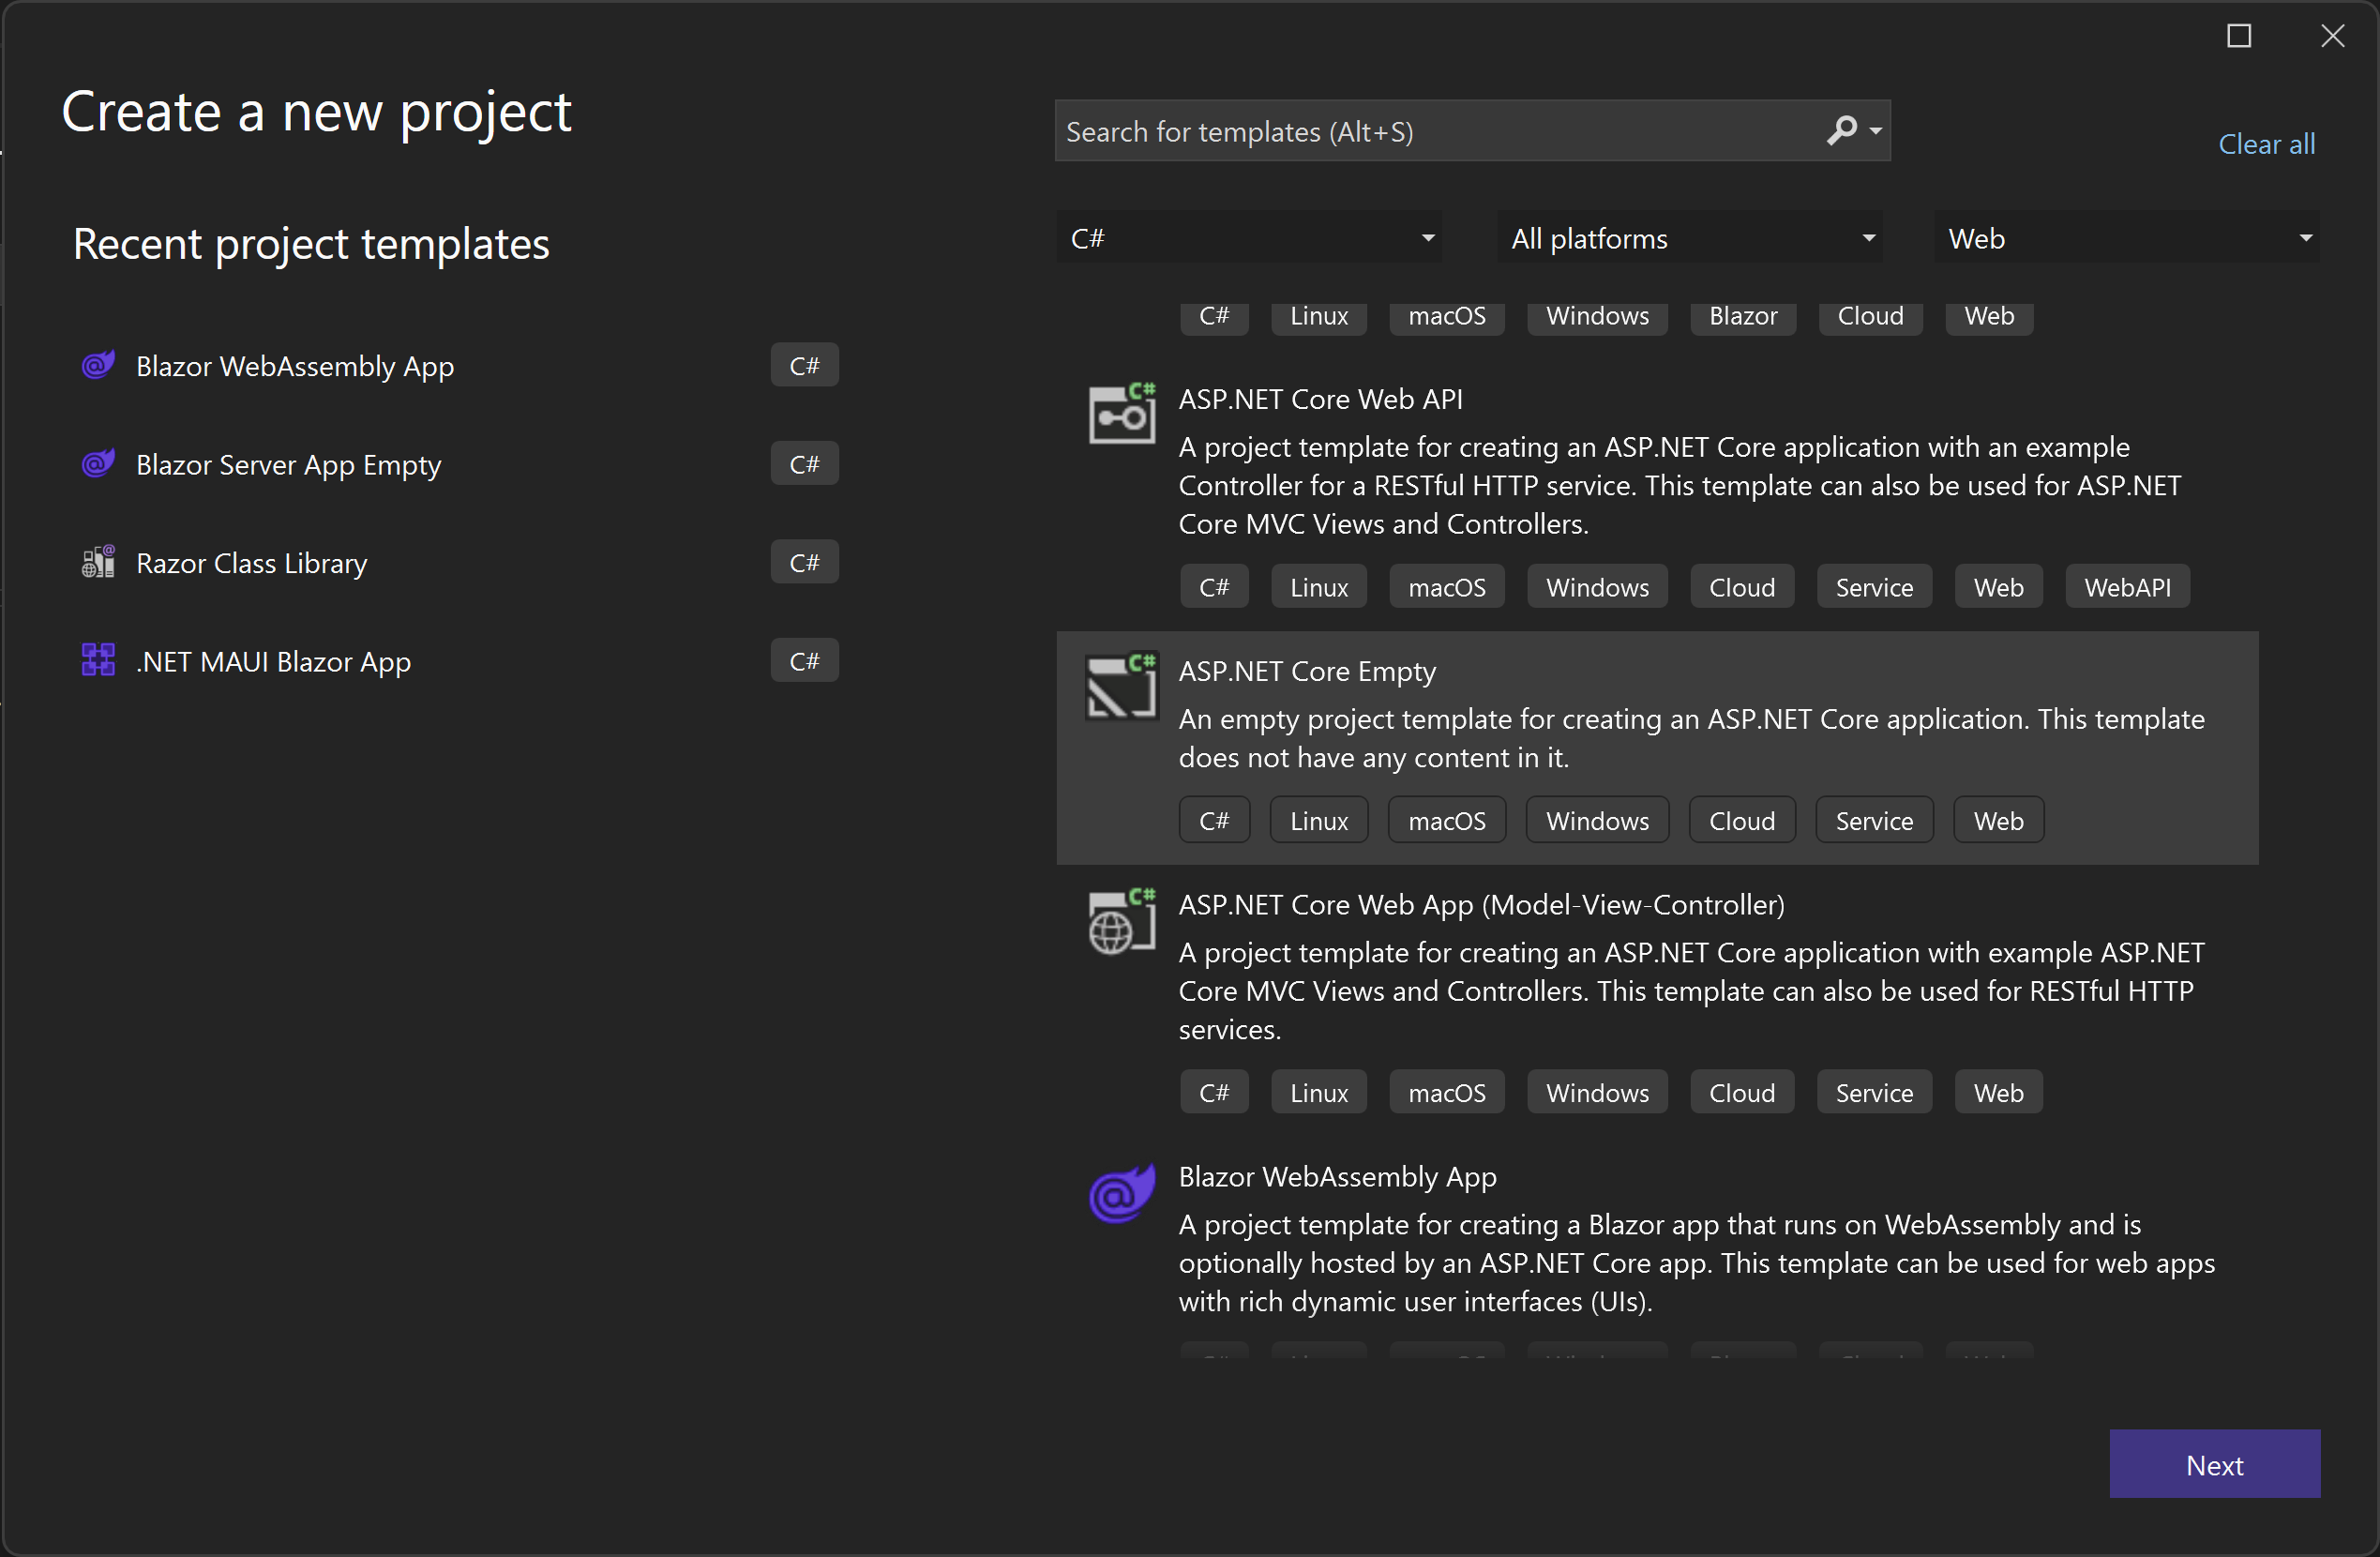 Create a new project
Search for templates (Alt+S)
Clear all
Recent project templates
C#
All platforms
Web
Blazor WebAssembly App C#
Blazor Server App Empty C#
Razor Class Library C#
.NET MAUI Blazor App C#
C# Linux macOS Windows Blazor Cloud Web
ASP.NET Core Web API
A project template for creating an ASP.NET Core application with an example
Controller for a RESTful HTTP service. This template can also be used for ASP.NET
Core MVC Views and Controllers.
C# Linux macOS Windows Cloud Service Web WebAPI
ASP.NET Core Empty
An empty project template for creating an ASP.NET Core application. This template
does not have any content in it.
C# Linux macOS Windows Cloud Service Web
ASP.NET Core Web App (Model-View-Controller)
A project template for creating an ASP.NET Core application with example ASP.NET
Core MVC Views and Controllers. This template can also be used for RESTful HTTP
services.
C# Linux macOS Windows Cloud Service Web
Blazor WebAssembly App
A project template for creating a Blazor app that runs on WebAssembly and is
optionally hosted by an ASP.NET Core app. This template can be used for web apps
with rich dynamic user interfaces (UIs).
Next